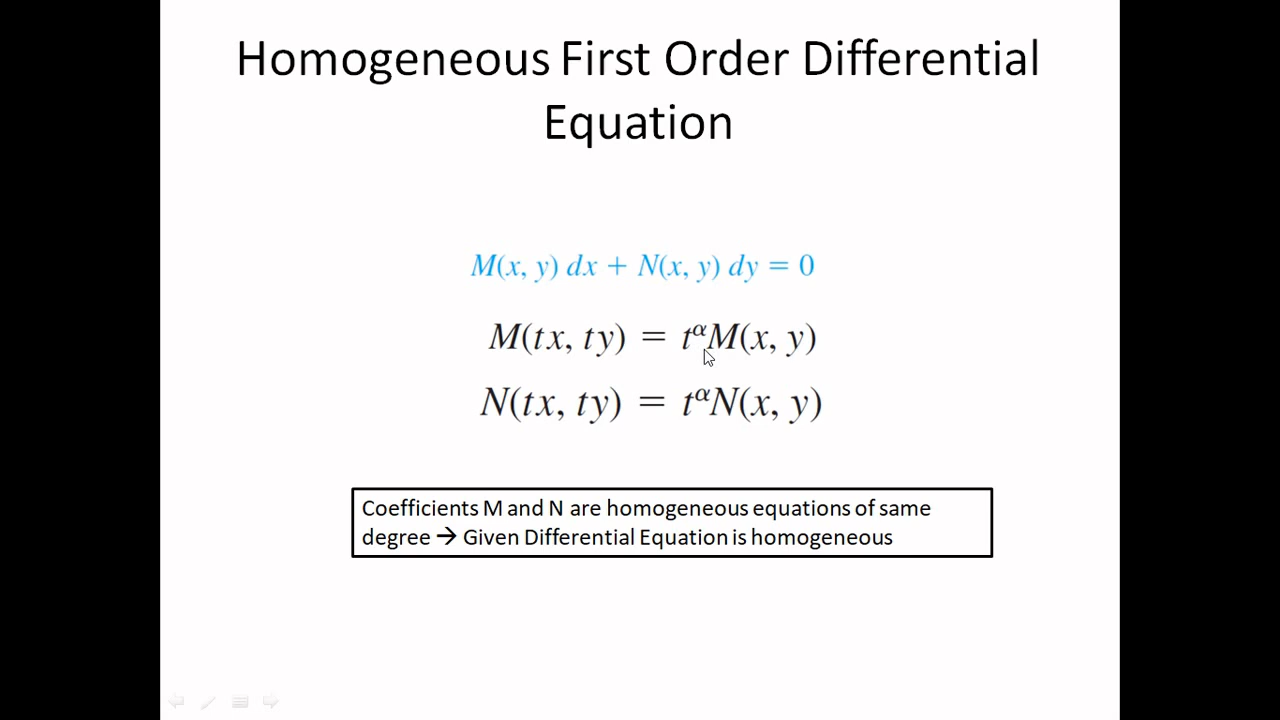 Homogeneous First Order Differential
Equation
M(x, y) dx + N(x, y) dy = 0
M(tx, ty) = t^α M(x, y)
N(tx, ty) = t^α N(x, y)
Coefficients M and N are homogeneous equations of same
degree → Given Differential Equation is homogeneous